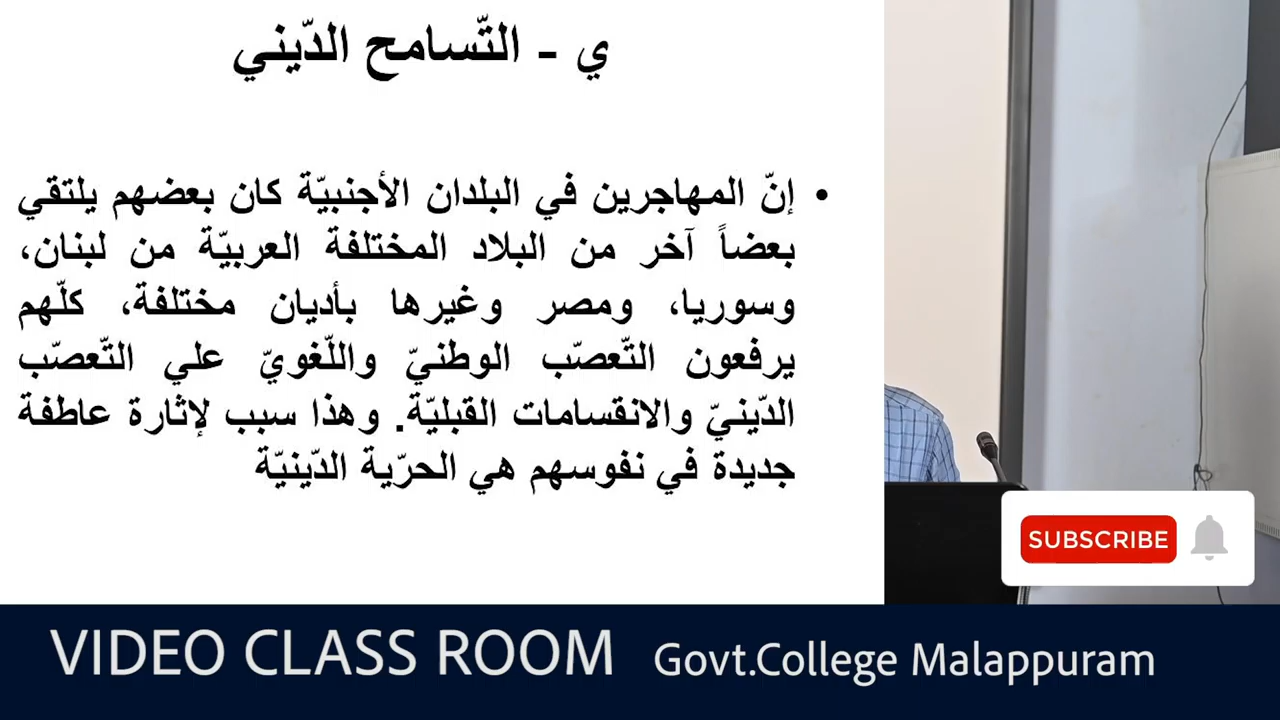 ي - التّسامح الدّيني
• إنّ المهاجرين في البلدان الأجنبيّة كان بعضهم يلتقي
بعضاً آخر من البلاد المختلفة العربيّة من لبنان،
وسوريا، ومصر وغيرها بأديان مختلفة، كلّهم
يرفعون التّعصّب الوطنيّ واللّغويّ علي التّعصّب
الدّينيّ والانقسامات القبليّة. وهذا سبب لإثارة عاطفة
جديدة في نفوسهم هي الحرّية الدّينيّة
SUBSCRIBE
VIDEO CLASS ROOM Govt.College Malappuram